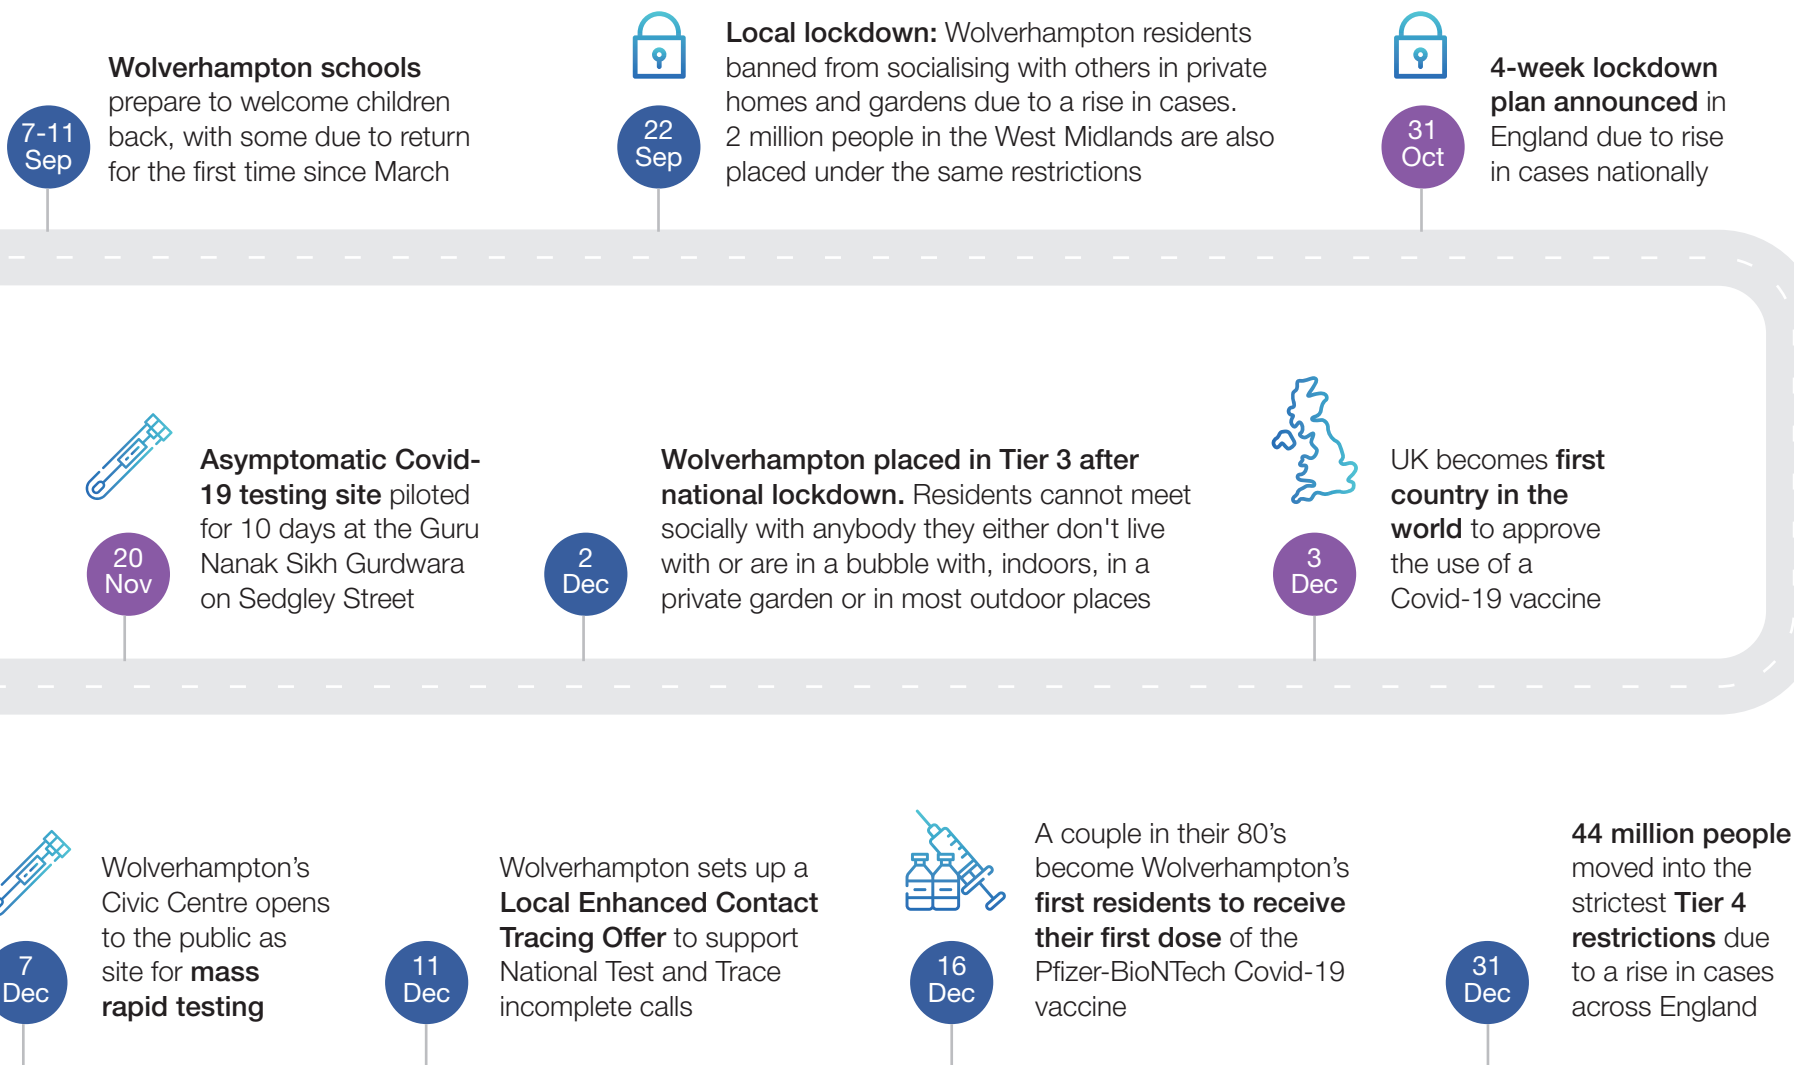 7-11
Sep
Wolverhampton schools
prepare to welcome children
back, with some due to return
for the first time since March
22
Sep
Local lockdown: Wolverhampton residents
banned from socialising with others in private
homes and gardens due to a rise in cases.
2 million people in the West Midlands are also
placed under the same restrictions
31
Oct
4-week lockdown
plan announced in
England due to rise
in cases nationally
20
Nov
Asymptomatic Covid-
19 testing site piloted
for 10 days at the Guru
Nanak Sikh Gurdwara
on Sedgley Street
2
Dec
Wolverhampton placed in Tier 3 after
national lockdown. Residents cannot meet
socially with anybody they either don't live
with or are in a bubble with, indoors, in a
private garden or in most outdoor places
3
Dec
UK becomes first
country in the
world to approve
the use of a
Covid-19 vaccine
7
Dec
Wolverhampton’s
Civic Centre opens
to the public as
site for mass
rapid testing
11
Dec
Wolverhampton sets up a
Local Enhanced Contact
Tracing Offer to support
National Test and Trace
incomplete calls
16
Dec
A couple in their 80’s
become Wolverhampton’s
first residents to receive
their first dose of the
Pfizer-BioNTech Covid-19
vaccine
31
Dec
44 million people
moved into the
strictest Tier 4
restrictions due
to a rise in cases
across England